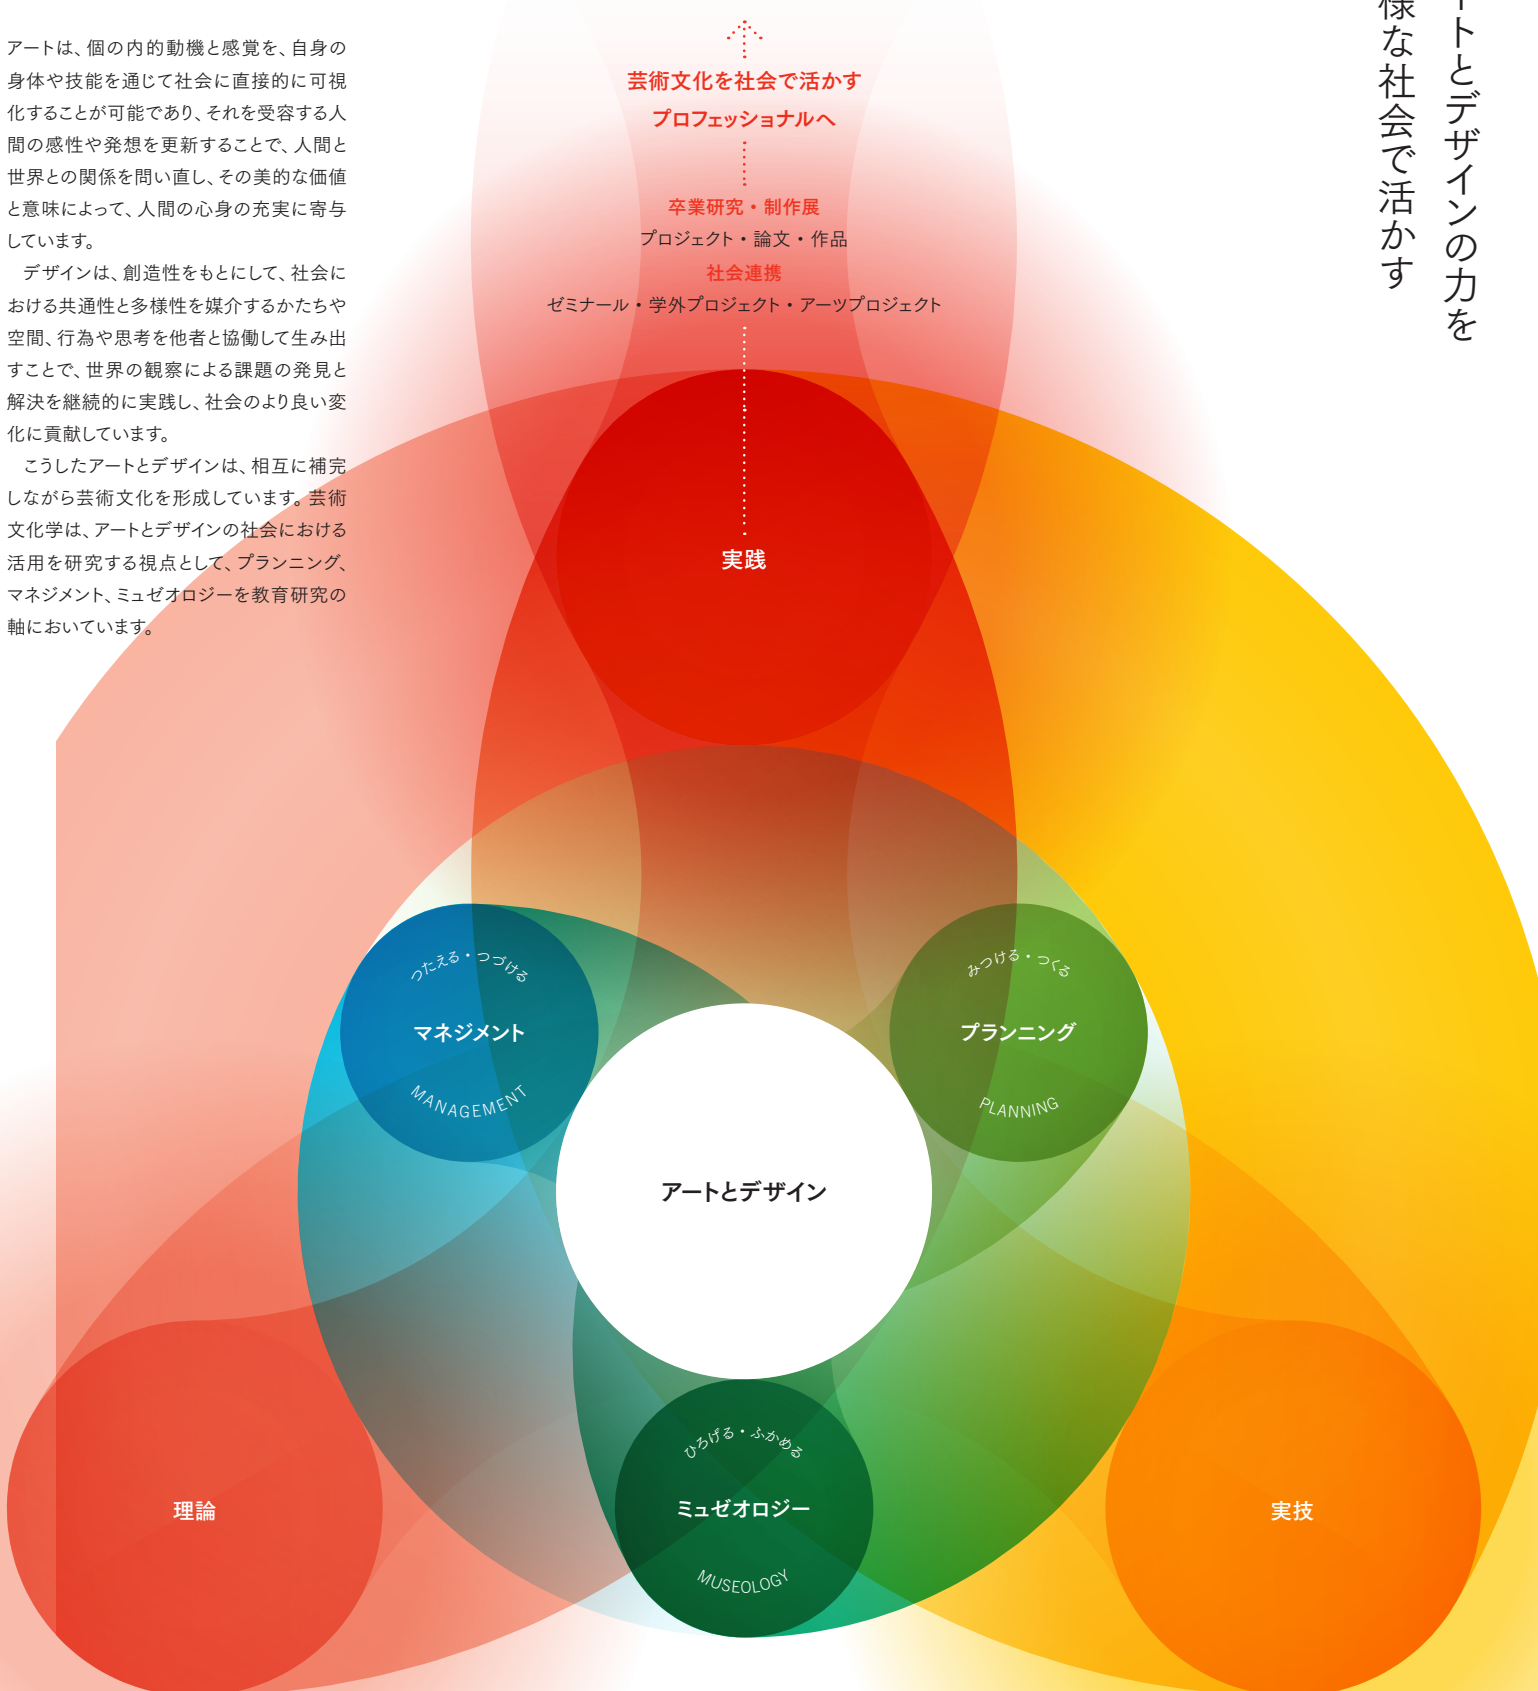 ートとデザインの力を
様な社会で活かす
アートは、個の内的動機と感覚を、自身の
身体や技能を通じて社会に直接的に可視
化することが可能であり、それを受容する人
間の感性や発想を更新することで、人間と
世界との関係を問い直し、その美的な価値
と意味によって、人間の心身の充実に寄与
しています。
　デザインは、創造性をもとにして、社会に
おける共通性と多様性を媒介するかたちや
空間、行為や思考を他者と協働して生み出
すことで、世界の観察による課題の発見と
解決を継続的に実践し、社会のより良い変
化に貢献しています。
　こうしたアートとデザインは、相互に補完
しながら芸術文化を形成しています。芸術
文化学は、アートとデザインの社会における
活用を研究する視点として、プランニング、
マネジメント、ミュゼオロジーを教育研究の
軸においています。
芸術文化を社会で活かす
プロフェッショナルへ
卒業研究・制作展
プロジェクト・論文・作品
社会連携
ゼミナール・学外プロジェクト・アーツプロジェクト
実践
つたえる・つづける
マネジメント
MANAGEMENT
みつける・つくる
プランニング
PLANNING
アートとデザイン
ひろげる・ふかめる
ミュゼオロジー
MUSEOLOGY
理論
実技